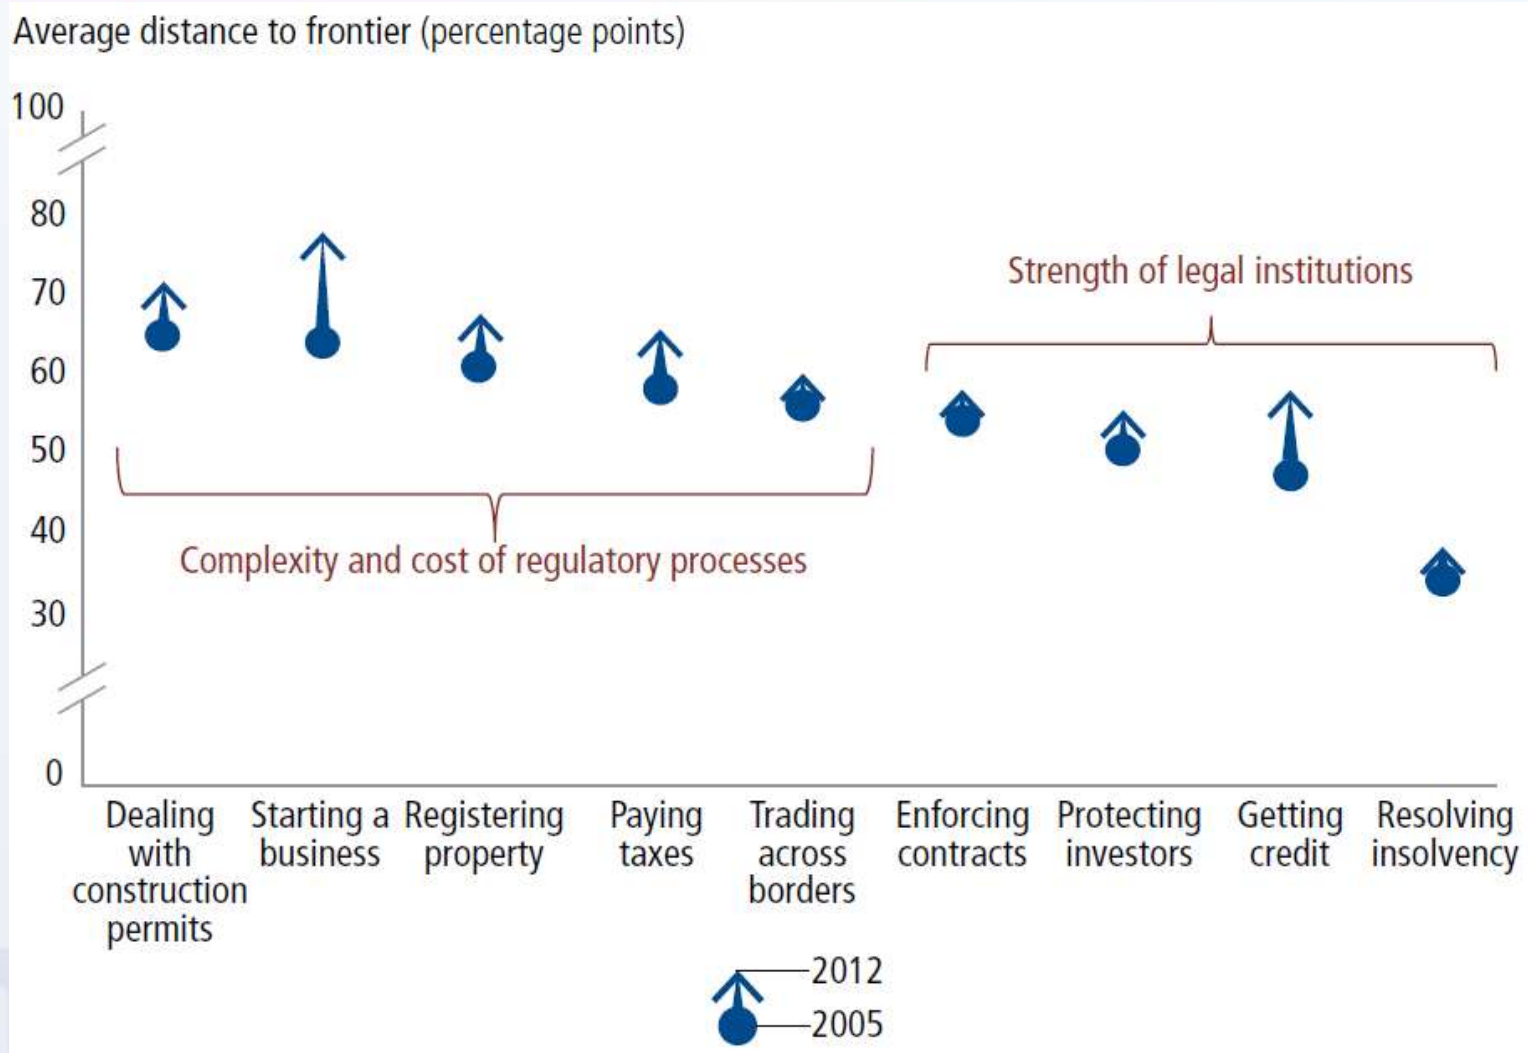 Average distance to frontier (percentage points)
100
80
70
60
50
40
30
0
Strength of legal institutions
Complexity and cost of regulatory processes
Dealing
with
construction
permits
Starting a
business
Registering
property
Paying
taxes
Trading
across
borders
Enforcing
contracts
Protecting
investors
Getting
credit
Resolving
insolvency
2012
2005